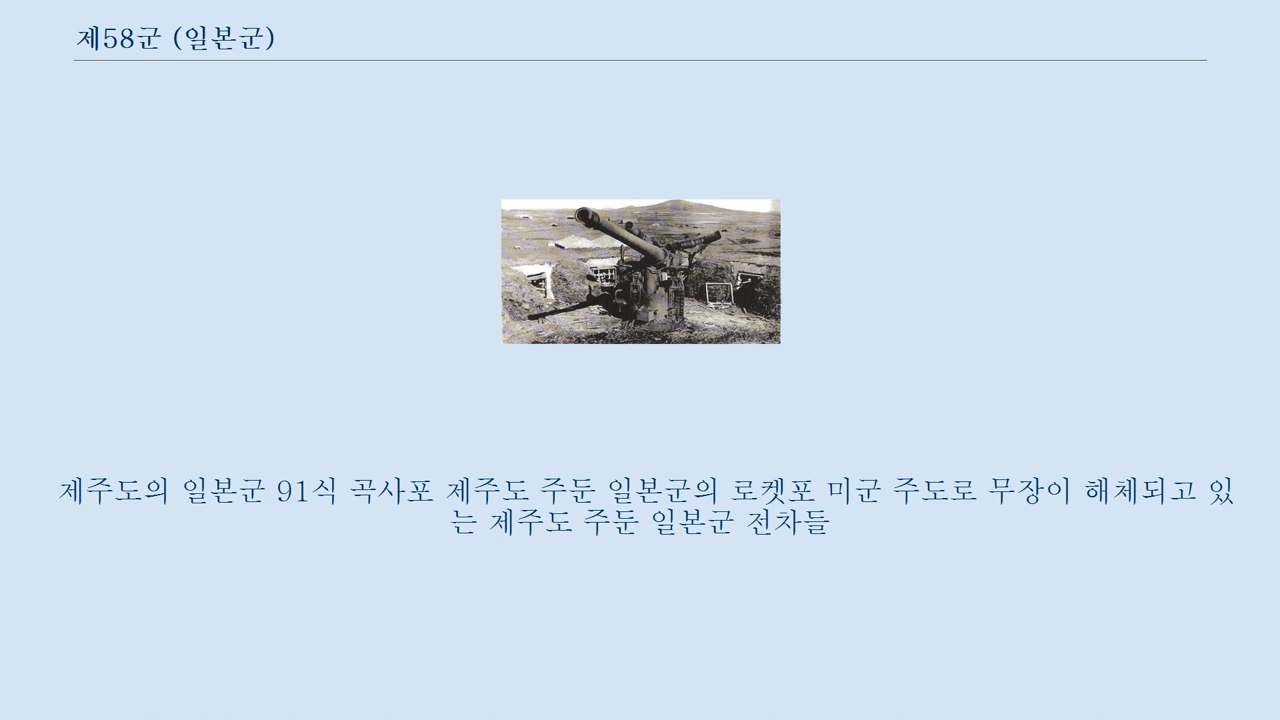 제58군 (일본군)
제주도의 일본군 91식 곡사포 제주도 주둔 일본군의 로켓포 미군 주도로 무장이 해체되고 있
는 제주도 주둔 일본군 전차들